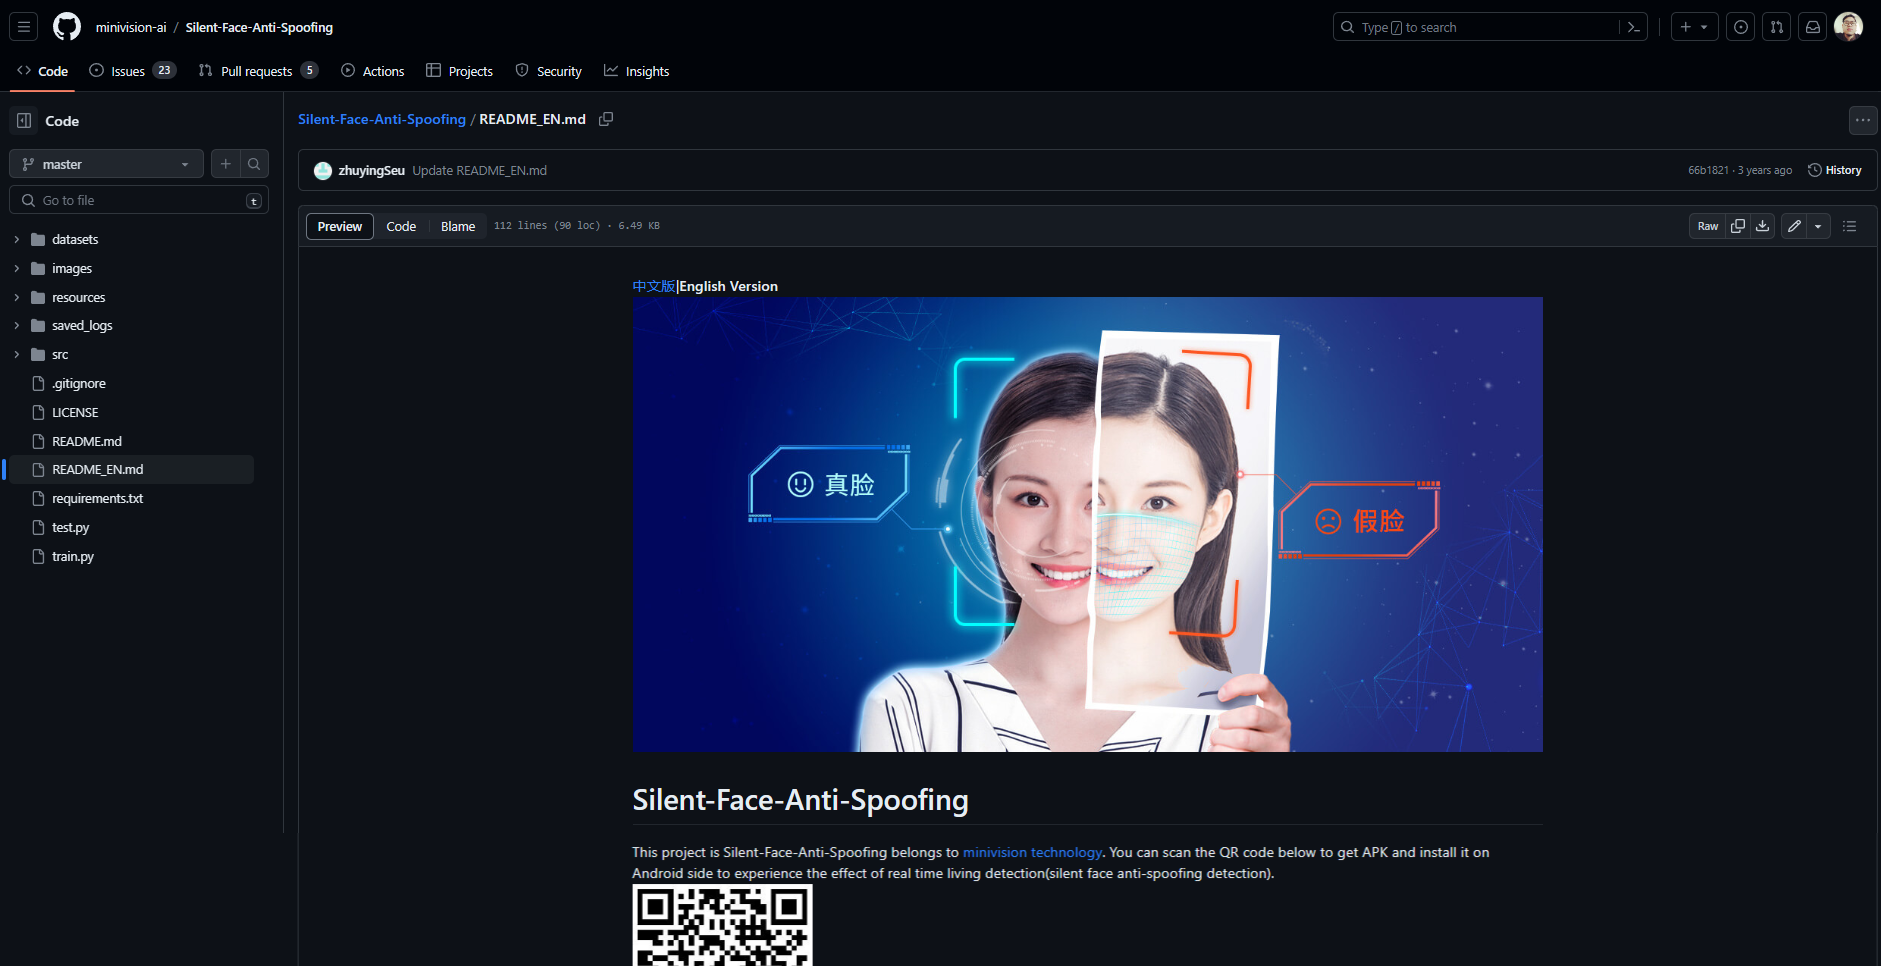 minivision-ai / Silent-Face-Anti-Spoofing
Type / to search
Code
Issues 23
Pull requests 5
Actions
Projects
Security
Insights
Code
master
Go to file
t
datasets
images
resources
saved_logs
src
.gitignore
LICENSE
README.md
README_EN.md
requirements.txt
test.py
train.py
Silent-Face-Anti-Spoofing / README_EN.md
zhuyingSeu Update README_EN.md
66b1821 · 3 years ago
History
Preview
Code
Blame
112 lines (90 loc) · 6.49 KB
Raw
中文版|English Version
真脸
假脸
Silent-Face-Anti-Spoofing
This project is Silent-Face-Anti-Spoofing belongs to minivision technology. You can scan the QR code below to get APK and install it on
Android side to experience the effect of real time living detection(silent face anti-spoofing detection).